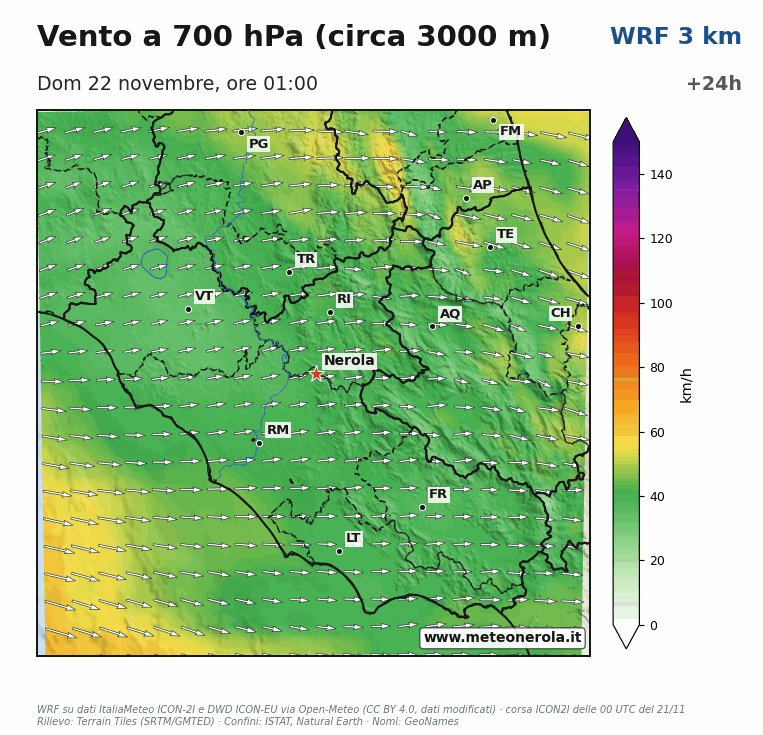 Vento a 700 hPa (circa 3000 m)
WRF 3 km
Dom 22 novembre, ore 01:00
+24h
FM
PG
AP
TE
TR
VT
RI
AQ
CH
Nerola
RM
FR
LT
www.meteonerola.it
140
120
100
80
60
40
20
0
km/h
WRF su dati ItaliaMeteo ICON-2I e DWD ICON-EU via Open-Meteo (CC BY 4.0, dati modificati) · corsa ICON2I delle 00 UTC del 21/11
Rilievo: Terrain Tiles (SRTM/GMTED) · Confini: ISTAT, Natural Earth · Nomi: GeoNames